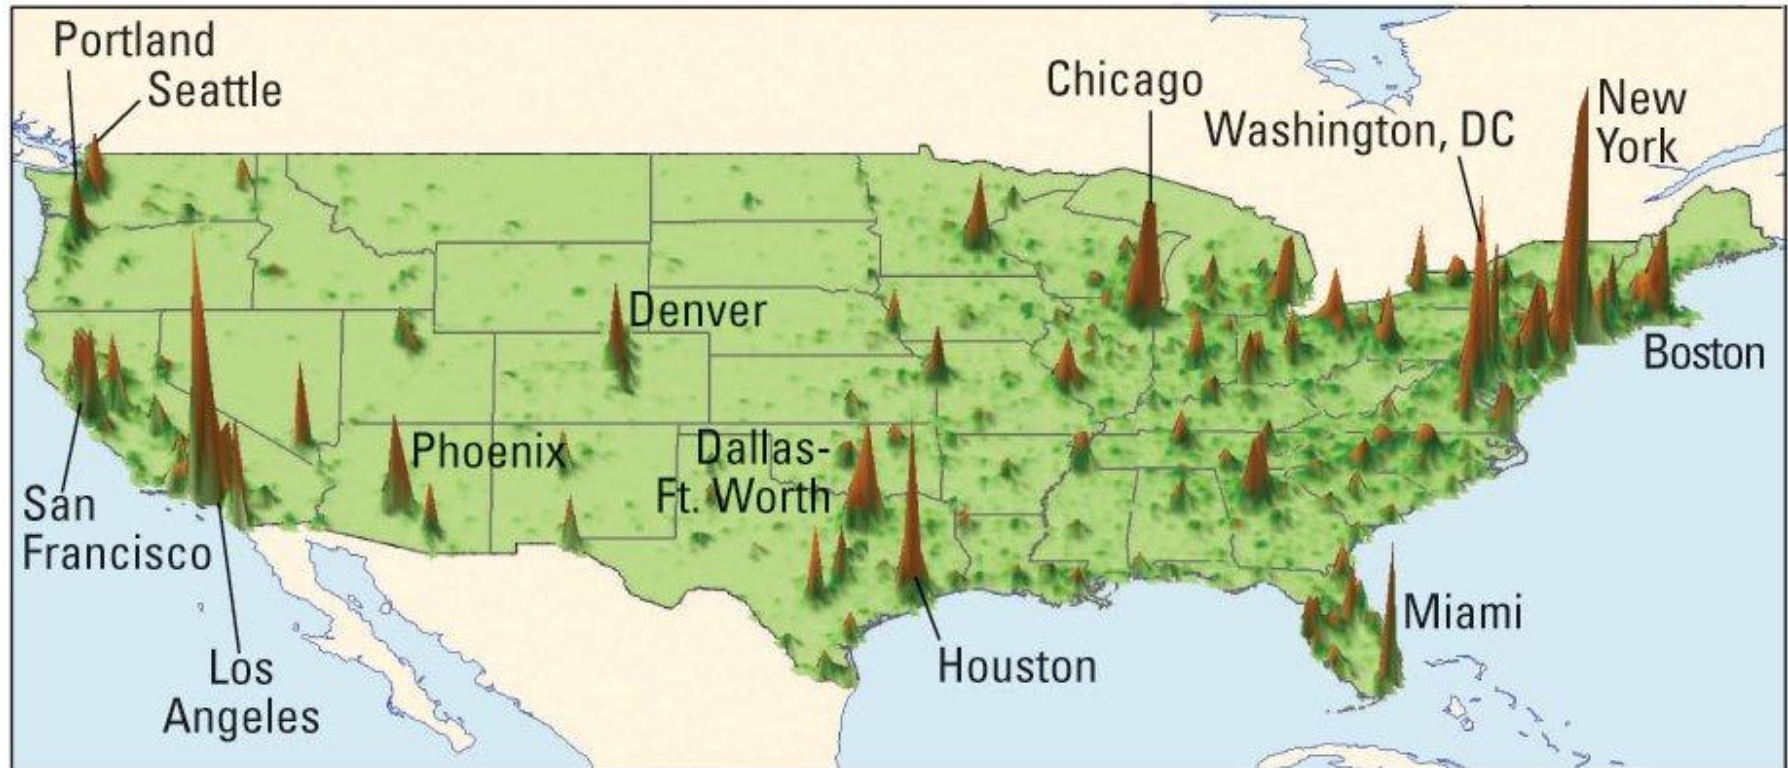 Portland
Seattle
Chicago
Washington, DC
New
York
Denver
Boston
Phoenix
Dallas-
Ft. Worth
San
Francisco
Miami
Houston
Los
Angeles